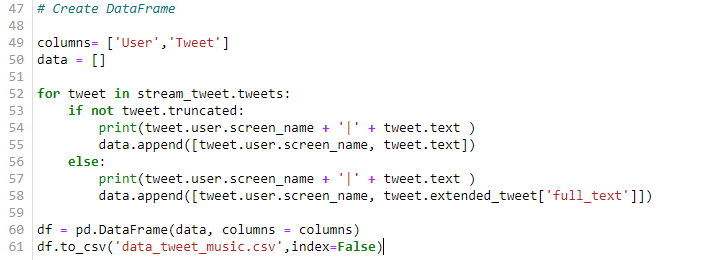 47 # Create DataFrame
48
49 columns= ['User','Tweet']
50 data = []
51
52 for tweet in stream_tweet.tweets:
53     if not tweet.truncated:
54         print(tweet.user.screen_name + '|' + tweet.text )
55         data.append([tweet.user.screen_name, tweet.text])
56     else:
57         print(tweet.user.screen_name + '|' + tweet.text )
58         data.append([tweet.user.screen_name, tweet.extended_tweet['full_text']])
59
60 df = pd.DataFrame(data, columns = columns)
61 df.to_csv('data_tweet_music.csv',index=False)